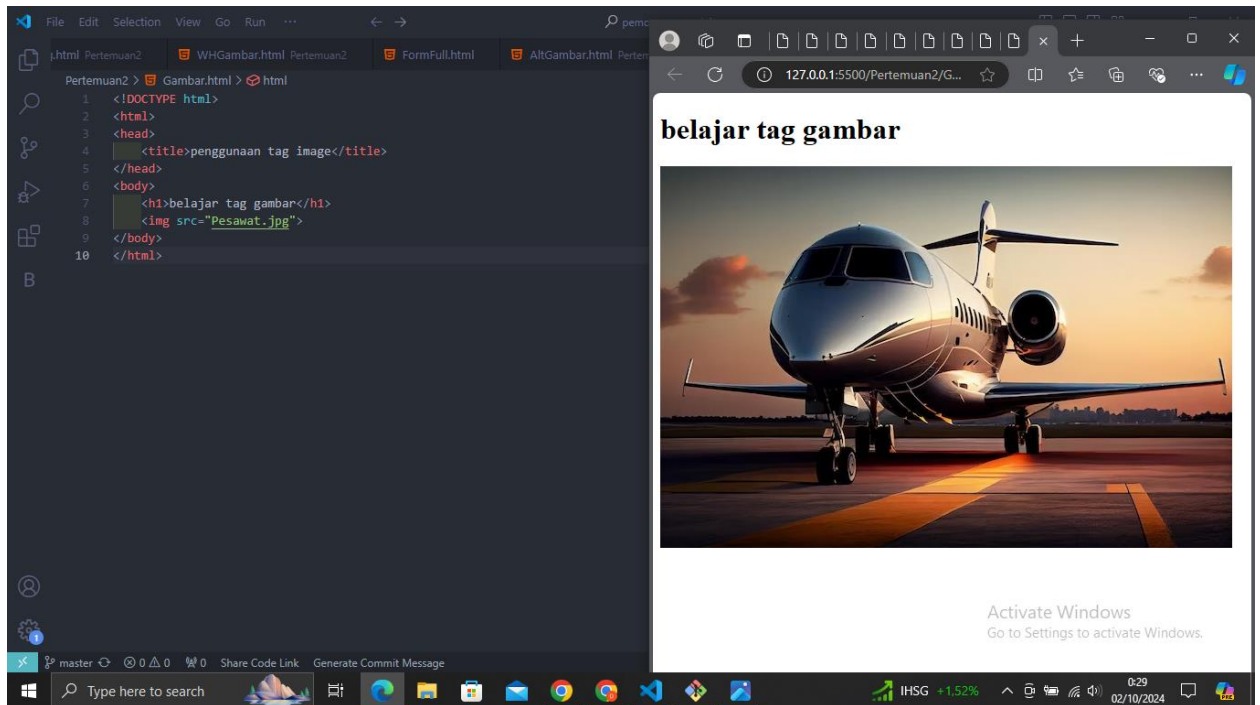 File Edit Selection View Go Run ··· pemo
.html Pertemuan2 WHGambar.html Pertemuan2 FormFull.html AltGambar.html Pertem
Pertemuan2 > Gambar.html > html
1 <!DOCTYPE html>
2 <html>
3 <head>
4 <title>penggunaan tag image</title>
5 </head>
6 <body>
7 <h1>belajar tag gambar</h1>
8 <img src="Pesawat.jpg">
9 </body>
10 </html>
B
1
master 0 0 0 Share Code Link Generate Commit Message
127.0.0.1:5500/Pertemuan2/G...
belajar tag gambar
Activate Windows
Go to Settings to activate Windows.
Type here to search
IHSG +1,52%
0:29
02/10/2024
PRE